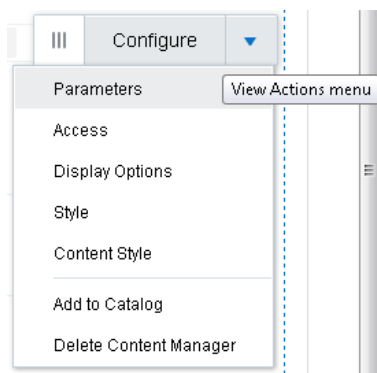 Configure
Parameters
View Actions menu
Access
Display Options
Style
Content Style
Add to Catalog
Delete Content Manager